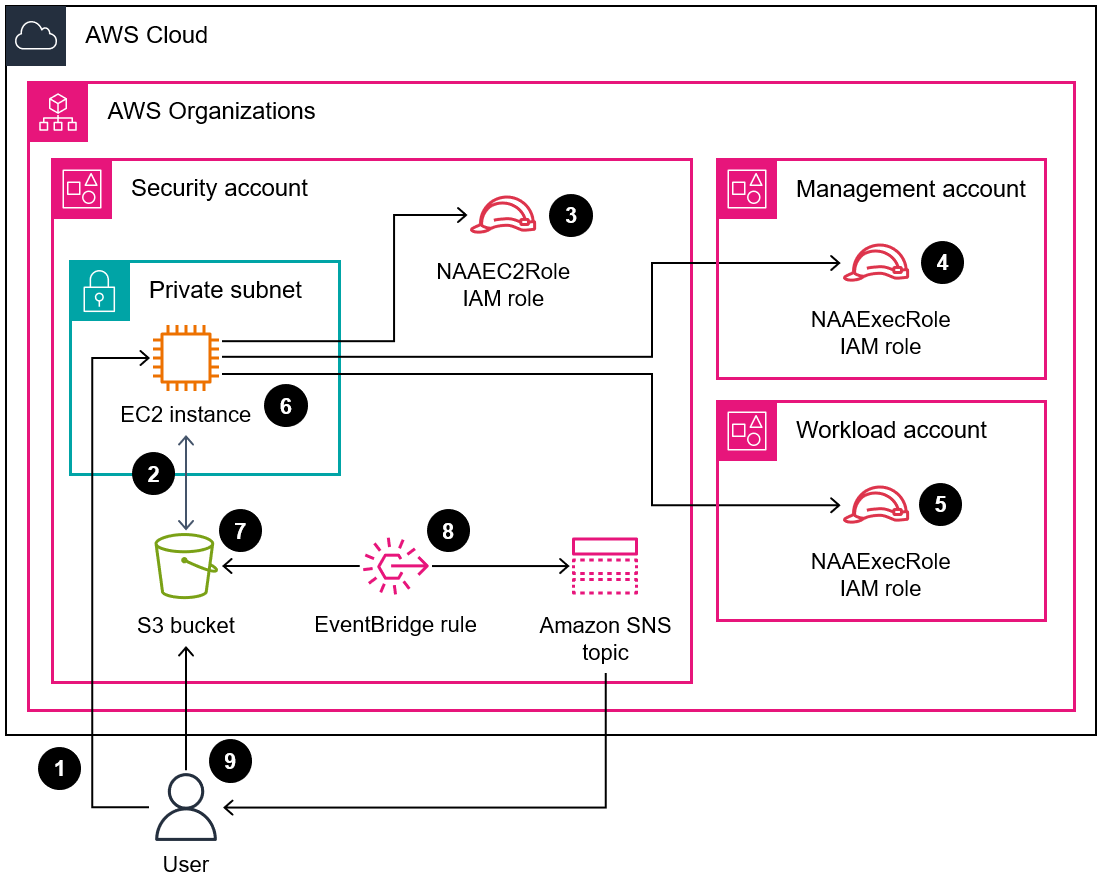 AWS Cloud
AWS Organizations
Security account
Management account
3
NAAEC2Role
IAM role
4
NAAExecRole
IAM role
Private subnet
EC2 instance
6
2
Workload account
5
NAAExecRole
IAM role
7
8
S3 bucket
EventBridge rule
Amazon SNS
topic
1
9
User